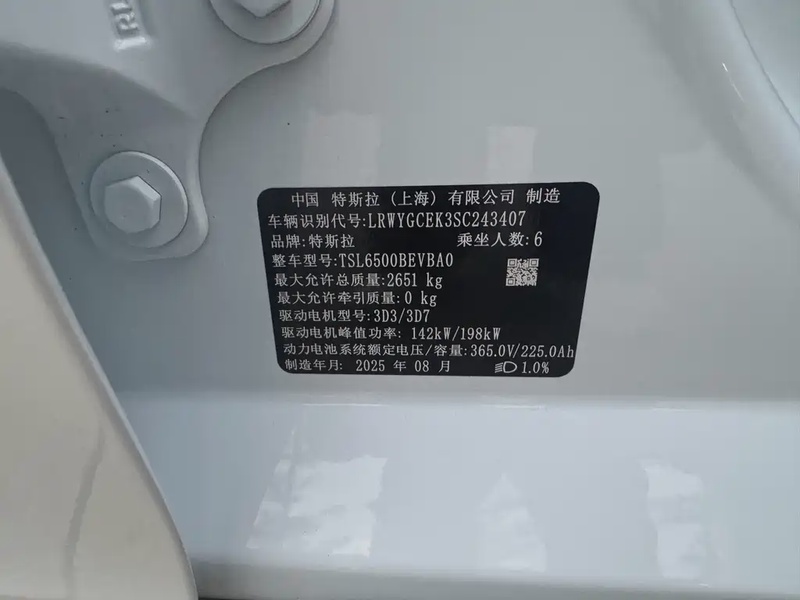 中国 特斯拉 (上海) 有限公司 制造
车辆识别代号:LRWYGCEK3SC243407
品牌:特斯拉 乘坐人数:6
整车型号:TSL6500BEVBA0
最大允许总质量:2651 kg
最大允许牵引质量:0 kg
驱动电机型号:3D3/3D7
驱动电机峰值功率: 142kW/198kW
动力电池系统额定电压/容量:365.0V/225.0Ah
制造年月: 2025 年 08 月 1.0%